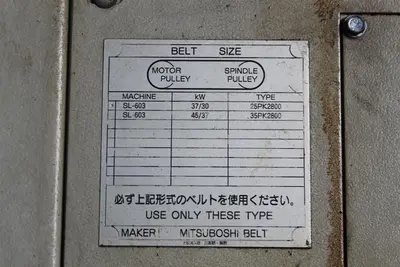 BELT SIZE
MOTOR PULLEY SPINDLE PULLEY
MACHINE kW TYPE
SL-603 37/30 25PK2800
SL-603 45/37 35PK2800
必ず上記形式のベルトを使用ください。
USE ONLY THESE TYPE
MAKER: MITSUBOSHI BELT